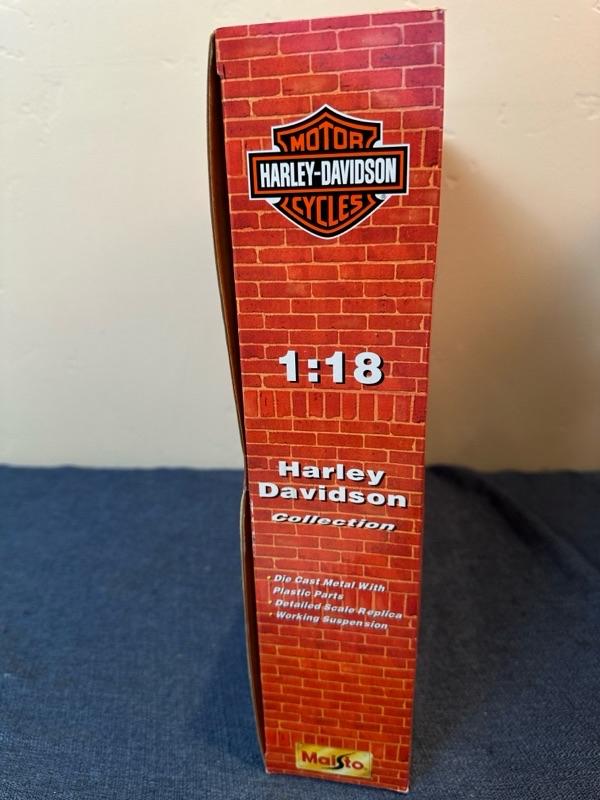 MOTOR
HARLEY-DAVIDSON
CYCLES
®
1:18
Harley
Davidson
Collection
• Die Cast Metal With
Plastic Parts
• Detailed Scale Replica
• Working Suspension
Maisto